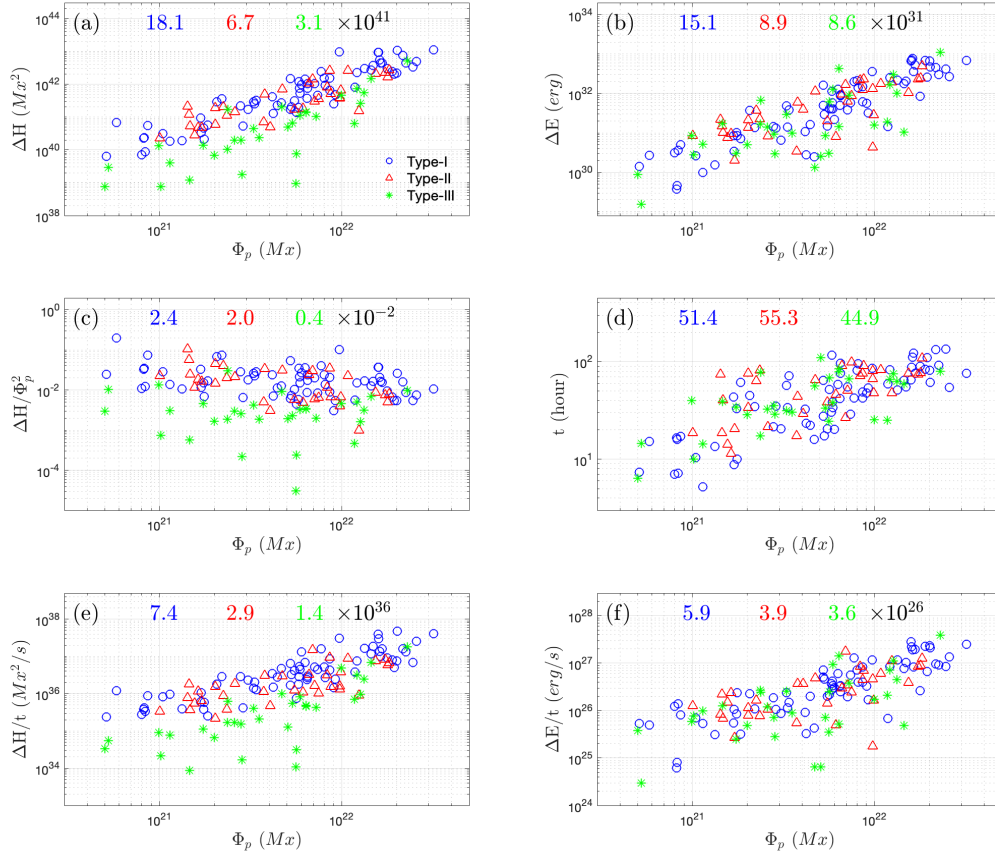 (a) 18.1 6.7 3.1 ×10^41
10^44
10^42
10^40
10^38
ΔH (Mx^2)
Type-I
Type-II
Type-III
10^21 10^22
Φ_p (Mx)
(b) 15.1 8.9 8.6 ×10^31
10^34
10^32
10^30
ΔE (erg)
10^21 10^22
Φ_p (Mx)
(c) 2.4 2.0 0.4 ×10^-2
10^0
10^-2
10^-4
ΔH/Φ_p^2
10^21 10^22
Φ_p (Mx)
(d) 51.4 55.3 44.9
10^2
10^1
t (hour)
10^21 10^22
Φ_p (Mx)
(e) 7.4 2.9 1.4 ×10^36
10^38
10^36
10^34
ΔH/t (Mx^2/s)
10^21 10^22
Φ_p (Mx)
(f) 5.9 3.9 3.6 ×10^26
10^28
10^27
10^26
10^25
10^24
ΔE/t (erg/s)
10^21 10^22
Φ_p (Mx)